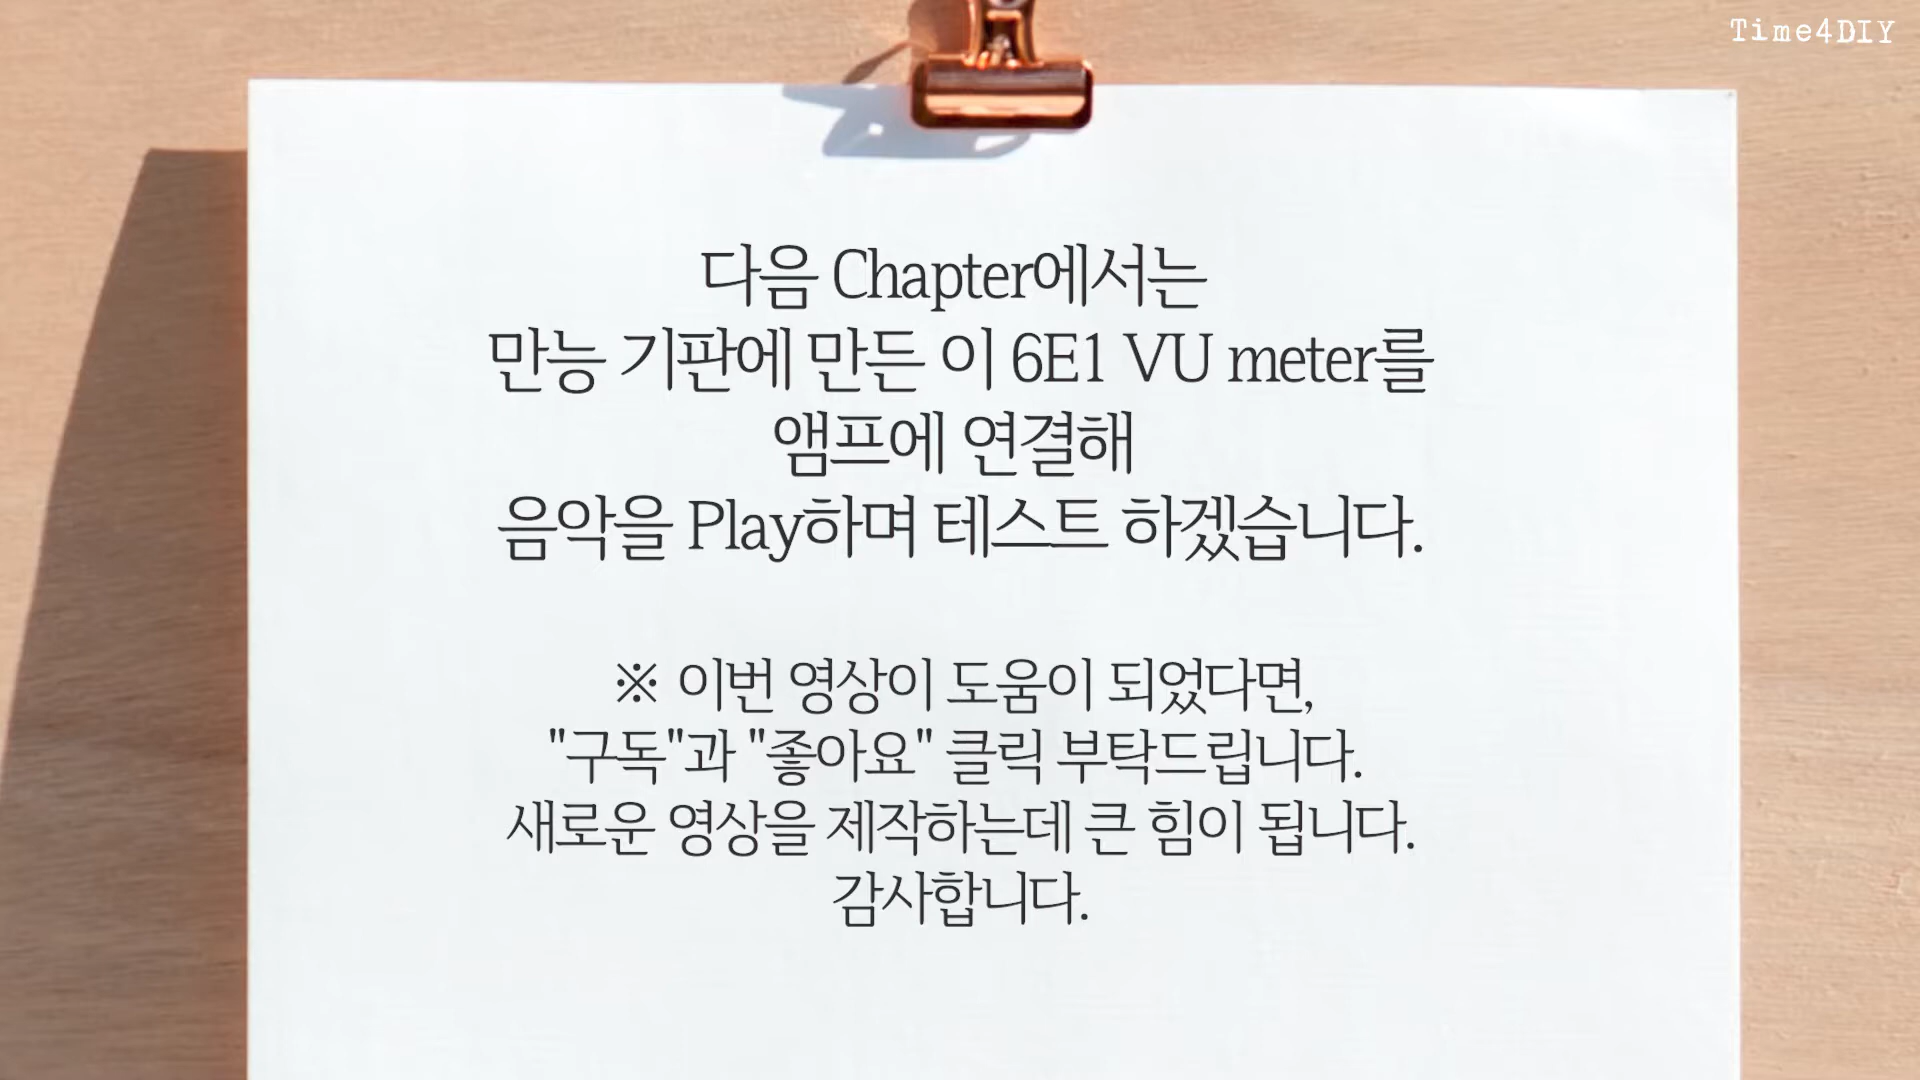 Time4DIY
다음 Chapter에서는
만능 기판에 만든 이 6E1 VU meter를
앰프에 연결해
음악을 Play하며 테스트 하겠습니다.
※ 이번 영상이 도움이 되었다면,
"구독"과 "좋아요" 클릭 부탁드립니다.
새로운 영상을 제작하는데 큰 힘이 됩니다.
감사합니다.